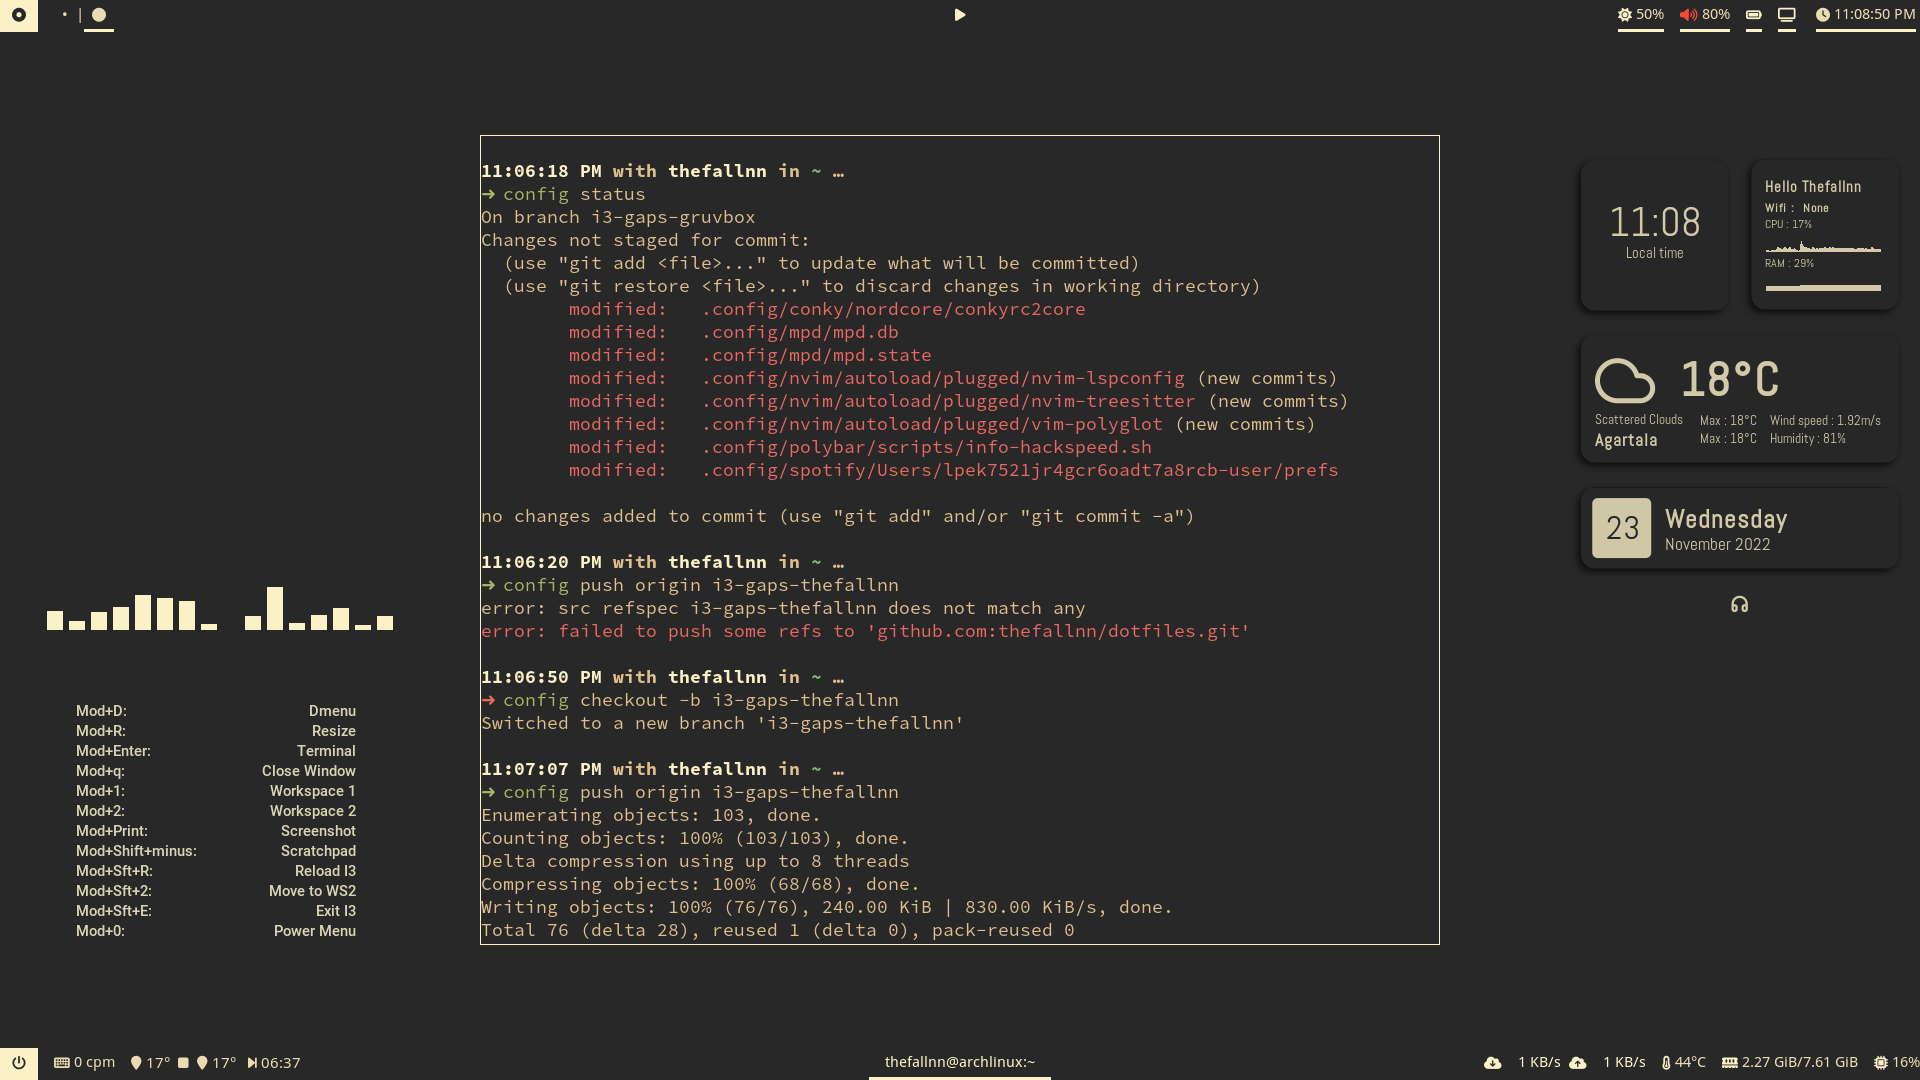 50% 80% 11:08:50 PM
11:06:18 PM with thefallnn in ~ …
➜ config status
On branch i3-gaps-gruvbox
Changes not staged for commit:
(use "git add <file>..." to update what will be committed)
(use "git restore <file>..." to discard changes in working directory)
modified: .config/conky/nordcore/conkyrc2core
modified: .config/mpd/mpd.db
modified: .config/mpd/mpd.state
modified: .config/nvim/autoload/plugged/nvim-lspconfig (new commits)
modified: .config/nvim/autoload/plugged/nvim-treesitter (new commits)
modified: .config/nvim/autoload/plugged/vim-polyglot (new commits)
modified: .config/polybar/scripts/info-hackspeed.sh
modified: .config/spotify/Users/lpek7521jr4gcr6oadt7a8rcb-user/prefs
no changes added to commit (use "git add" and/or "git commit -a")
11:06:20 PM with thefallnn in ~ …
➜ config push origin i3-gaps-thefallnn
error: src refspec i3-gaps-thefallnn does not match any
error: failed to push some refs to 'github.com:thefallnn/dotfiles.git'
11:06:50 PM with thefallnn in ~ …
➜ config checkout -b i3-gaps-thefallnn
Switched to a new branch 'i3-gaps-thefallnn'
11:07:07 PM with thefallnn in ~ …
➜ config push origin i3-gaps-thefallnn
Enumerating objects: 103, done.
Counting objects: 100% (103/103), done.
Delta compression using up to 8 threads
Compressing objects: 100% (68/68), done.
Writing objects: 100% (76/76), 240.00 KiB | 830.00 KiB/s, done.
Total 76 (delta 28), reused 1 (delta 0), pack-reused 0
11:08
Local time
Hello Thefallnn
Wifi : None
CPU : 17%
RAM : 29%
18°C
Scattered Clouds Max : 18°C Wind speed : 1.92m/s
Agartala Max : 18°C Humidity : 81%
23 Wednesday
November 2022
Mod+D: Dmenu
Mod+R: Resize
Mod+Enter: Terminal
Mod+q: Close Window
Mod+1: Workspace 1
Mod+2: Workspace 2
Mod+Print: Screenshot
Mod+Shift+minus: Scratchpad
Mod+Sft+R: Reload I3
Mod+Sft+2: Move to WS2
Mod+Sft+E: Exit I3
Mod+0: Power Menu
0 cpm 17° 17° 06:37 thefallnn@archlinux:~ 1 KB/s 1 KB/s 44°C 2.27 GiB/7.61 GiB 16%